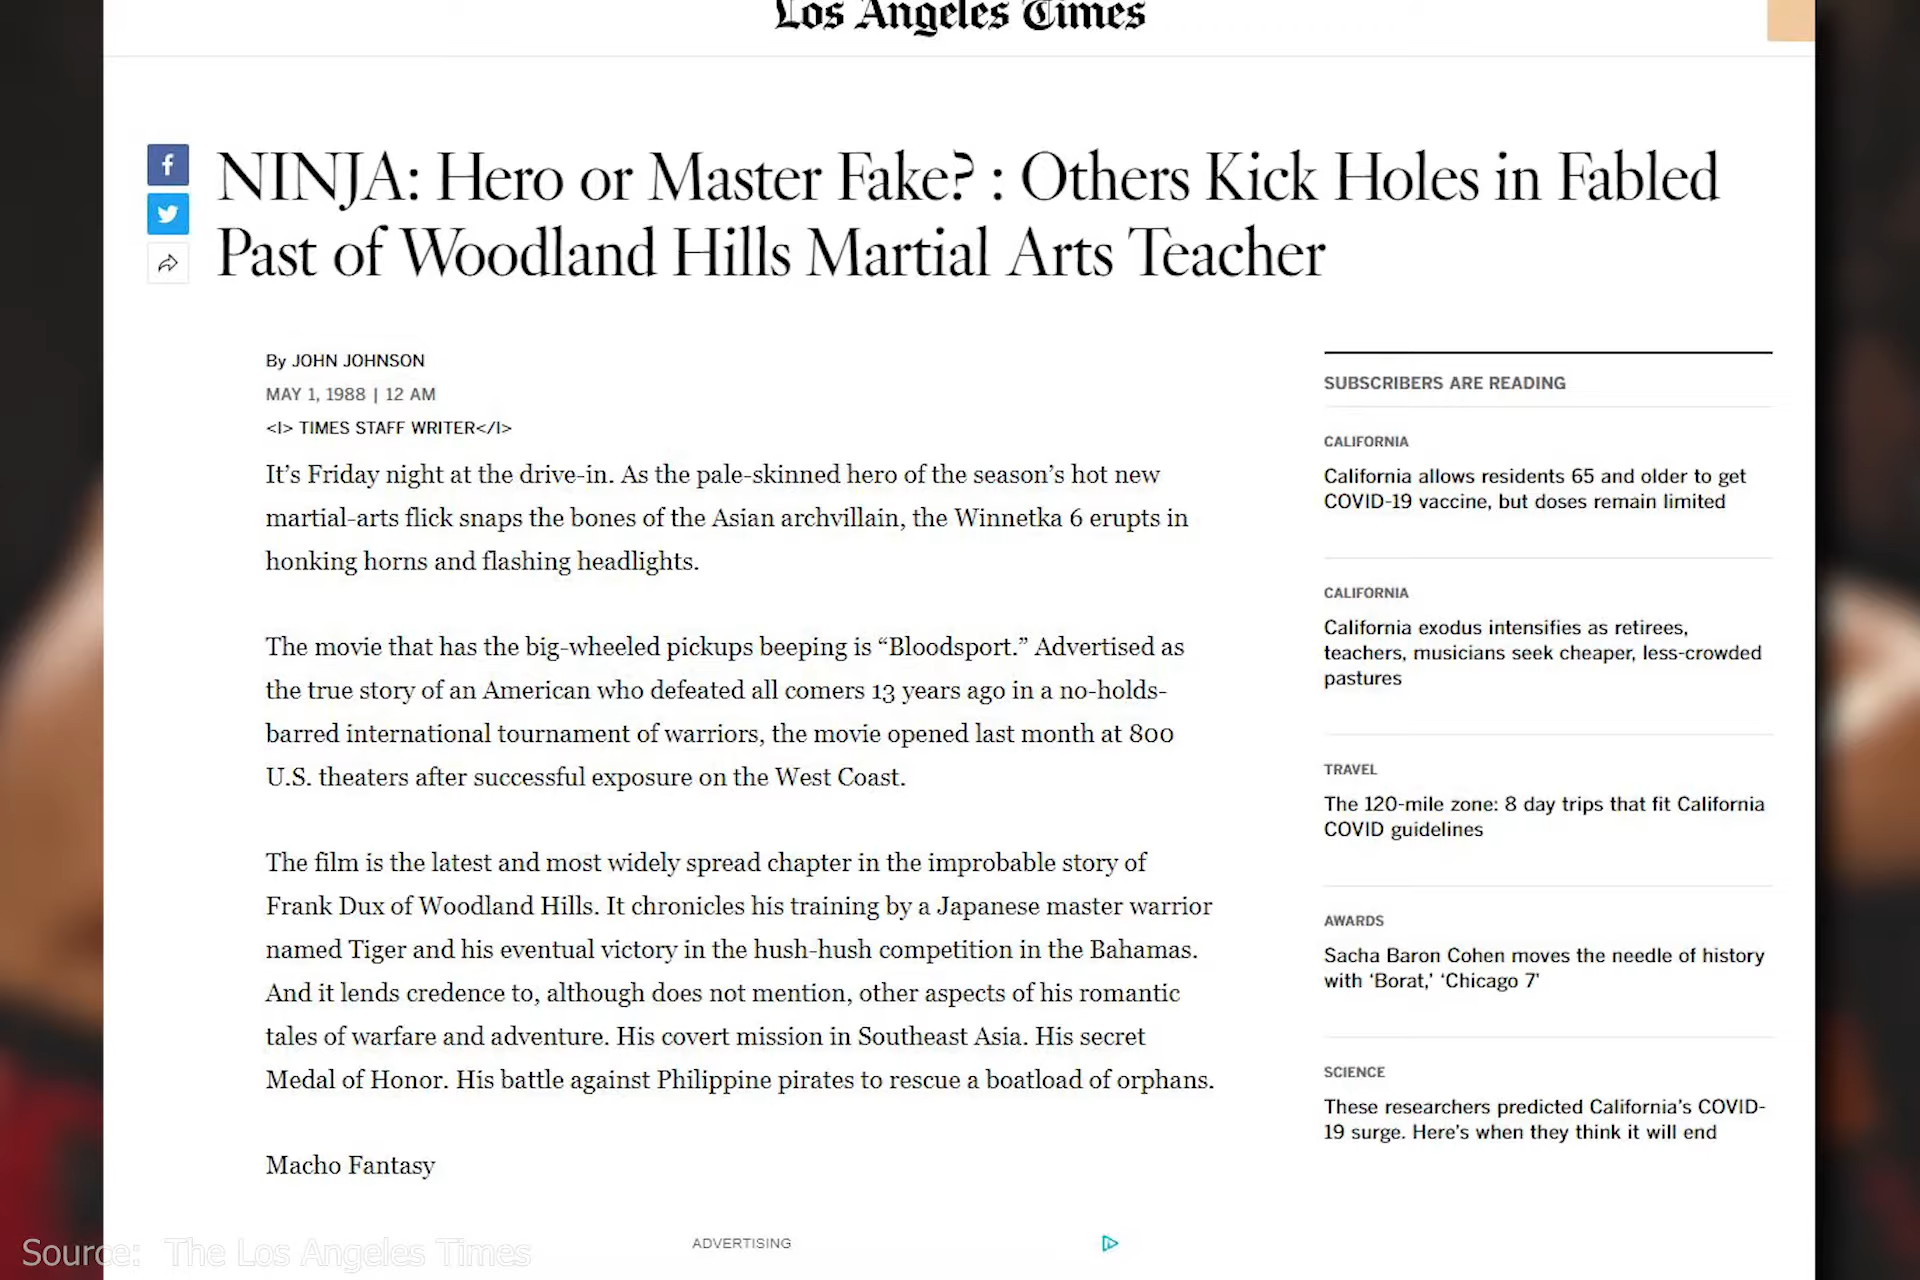 Los Angeles Times
NINJA: Hero or Master Fake? : Others Kick Holes in Fabled
Past of Woodland Hills Martial Arts Teacher
By JOHN JOHNSON
MAY 1, 1988 | 12 AM
<I> TIMES STAFF WRITER</I>
It’s Friday night at the drive-in. As the pale-skinned hero of the season’s hot new
martial-arts flick snaps the bones of the Asian archvillain, the Winnetka 6 erupts in
honking horns and flashing headlights.
The movie that has the big-wheeled pickups beeping is “Bloodsport.” Advertised as
the true story of an American who defeated all comers 13 years ago in a no-holds-
barred international tournament of warriors, the movie opened last month at 800
U.S. theaters after successful exposure on the West Coast.
The film is the latest and most widely spread chapter in the improbable story of
Frank Dux of Woodland Hills. It chronicles his training by a Japanese master warrior
named Tiger and his eventual victory in the hush-hush competition in the Bahamas.
And it lends credence to, although does not mention, other aspects of his romantic
tales of warfare and adventure. His covert mission in Southeast Asia. His secret
Medal of Honor. His battle against Philippine pirates to rescue a boatload of orphans.
Macho Fantasy
ADVERTISING
SUBSCRIBERS ARE READING
CALIFORNIA
California allows residents 65 and older to get
COVID-19 vaccine, but doses remain limited
CALIFORNIA
California exodus intensifies as retirees,
teachers, musicians seek cheaper, less-crowded
pastures
TRAVEL
The 120-mile zone: 8 day trips that fit California
COVID guidelines
AWARDS
Sacha Baron Cohen moves the needle of history
with ‘Borat,’ ‘Chicago 7’
SCIENCE
These researchers predicted California’s COVID-
19 surge. Here’s when they think it will end
Source: The Los Angeles Times